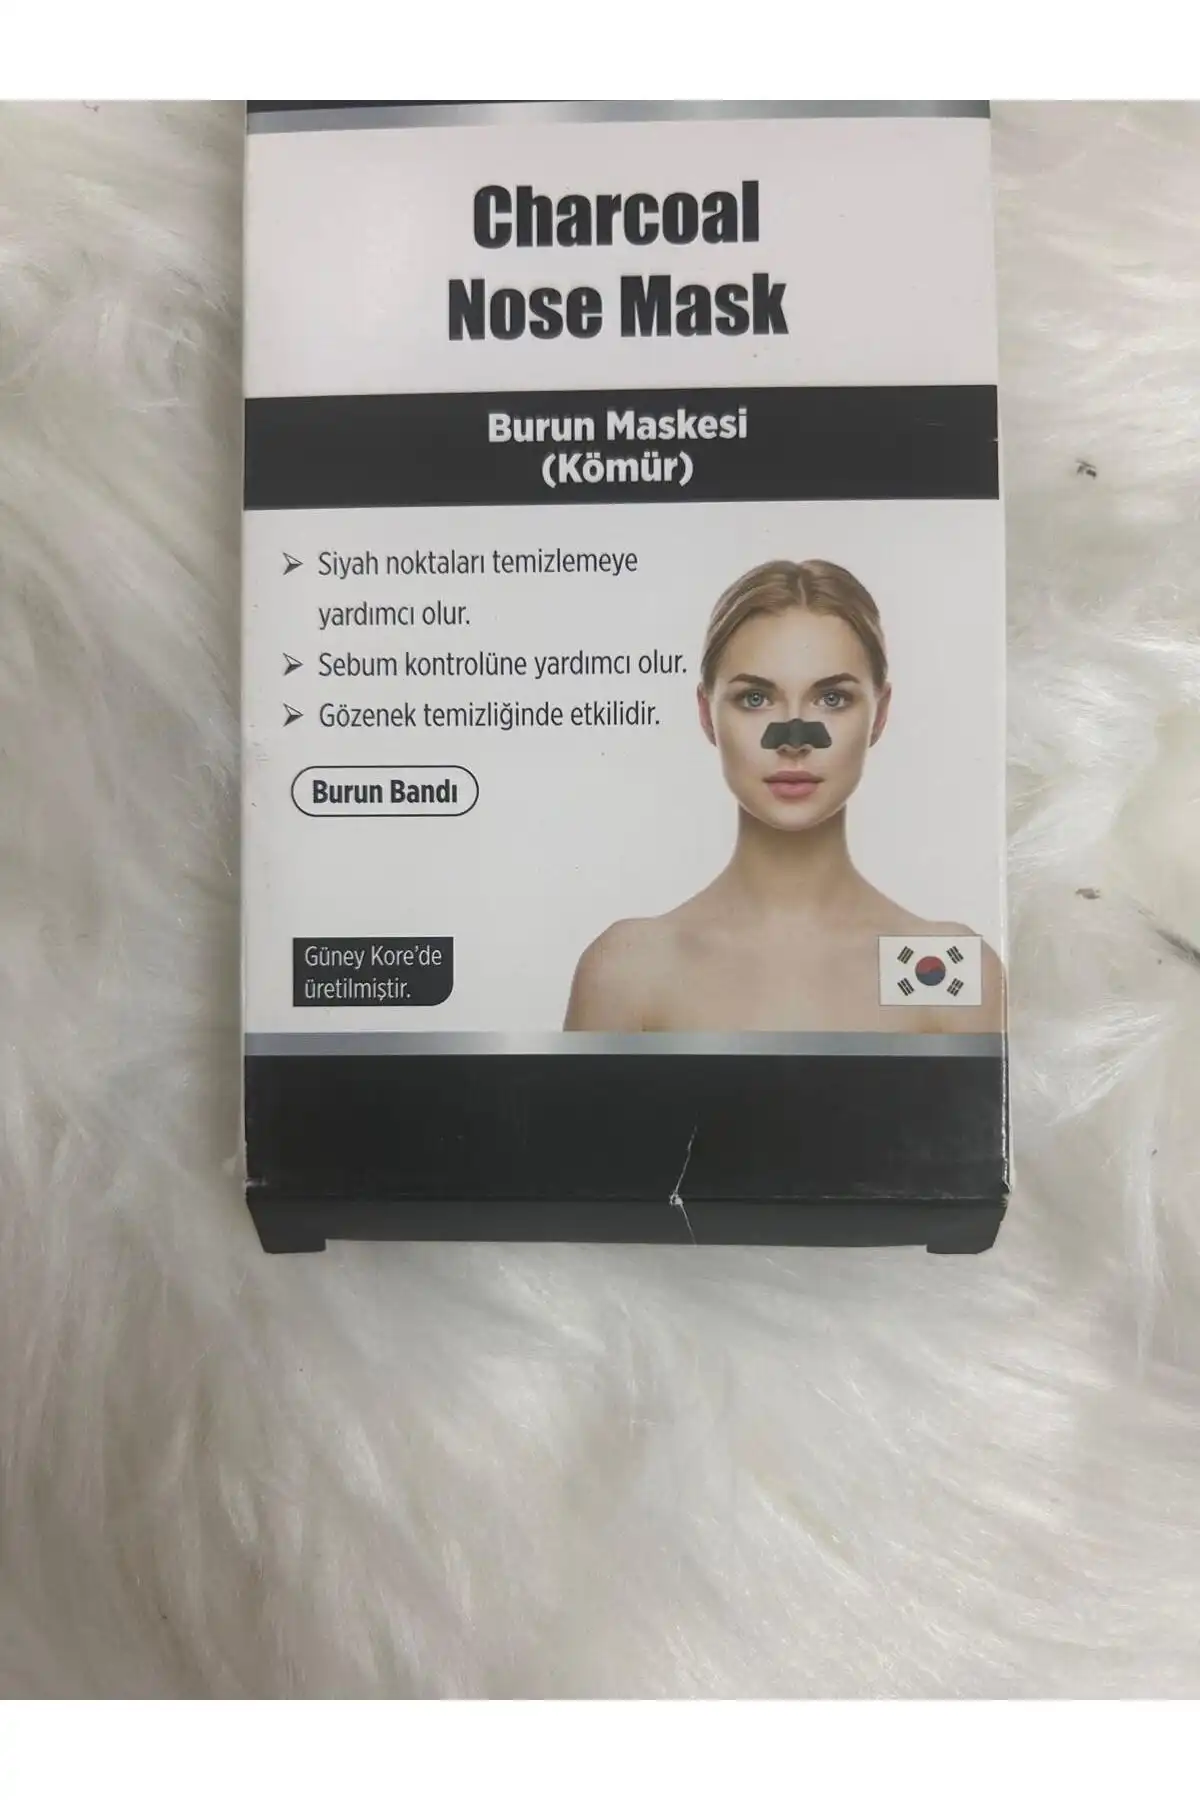 Charcoal
Nose Mask
Burun Maskesi
(Kömür)
Siyah noktaları temizlemeye
yardımcı olur.
Sebum kontrolüne yardımcı olur.
Gözenek temizliğinde etkilidir.
Burun Bandı
Güney Kore'de
üretilmiştir.